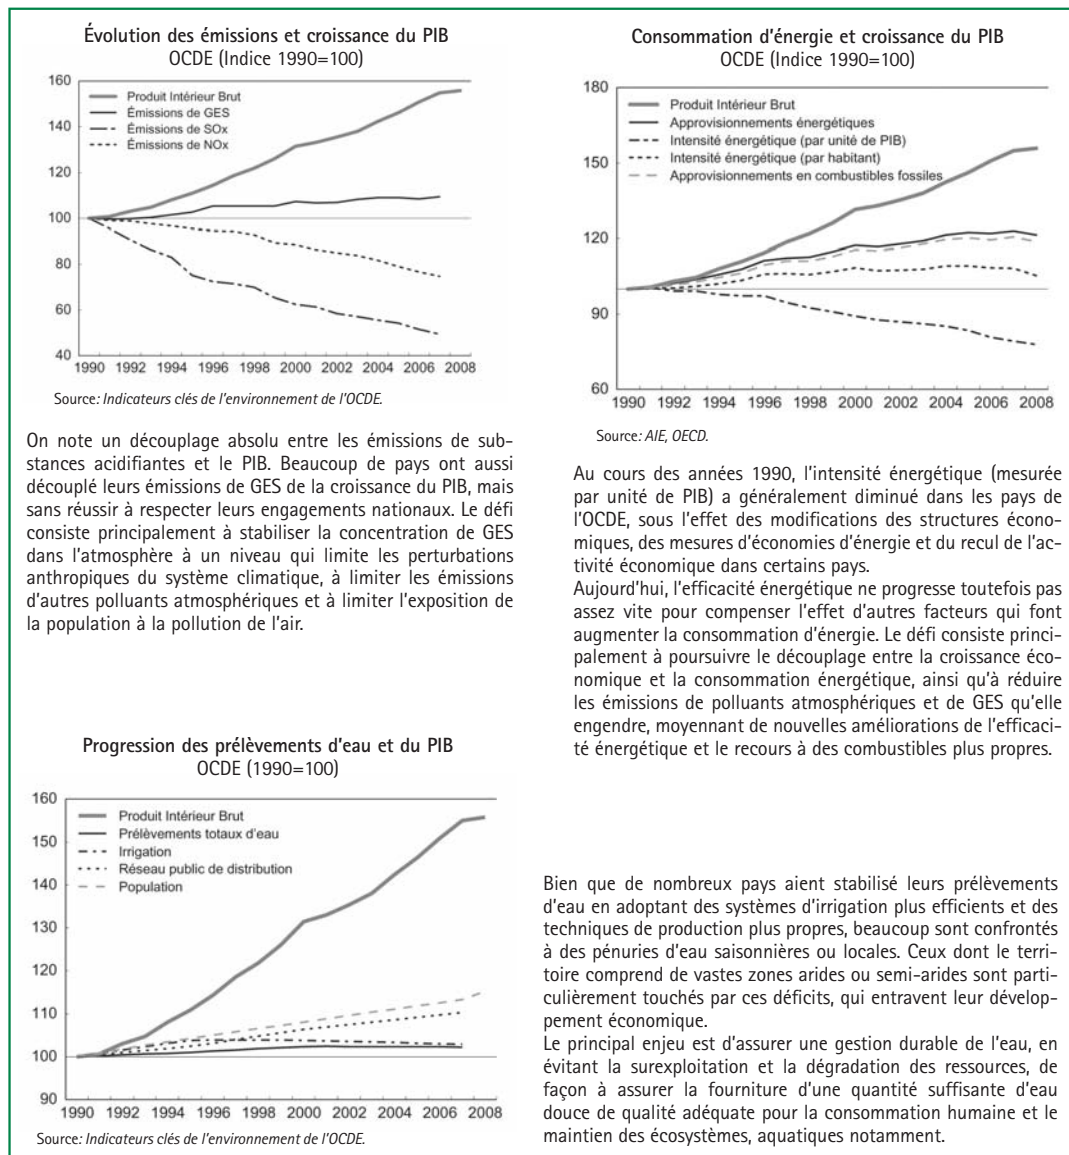 Évolution des émissions et croissance du PIB
OCDE (Indice 1990=100)
160
140
120
100
80
60
40
Produit Intérieur Brut
Émissions de GES
Émissions de SOx
Émissions de NOx
1990 1992 1994 1996 1998 2000 2002 2004 2006 2008
Source: Indicateurs clés de l'environnement de l'OCDE.
On note un découplage absolu entre les émissions de sub-
stances acidifiantes et le PIB. Beaucoup de pays ont aussi
découplé leurs émissions de GES de la croissance du PIB, mais
sans réussir à respecter leurs engagements nationaux. Le défi
consiste principalement à stabiliser la concentration de GES
dans l'atmosphère à un niveau qui limite les perturbations
anthropiques du système climatique, à limiter les émissions
d'autres polluants atmosphériques et à limiter l'exposition de
la population à la pollution de l'air.
Consommation d'énergie et croissance du PIB
OCDE (Indice 1990=100)
180
150
120
90
60
Produit Intérieur Brut
Approvisionnements énergétiques
Intensité énergétique (par unité de PIB)
Intensité énergétique (par habitant)
Approvisionnements en combustibles fossiles
1990 1992 1994 1996 1998 2000 2002 2004 2006 2008
Source: AIE, OECD.
Au cours des années 1990, l'intensité énergétique (mesurée
par unité de PIB) a généralement diminué dans les pays de
l'OCDE, sous l'effet des modifications des structures écono-
miques, des mesures d'économies d'énergie et du recul de l'ac-
tivité économique dans certains pays.
Aujourd'hui, l'efficacité énergétique ne progresse toutefois pas
assez vite pour compenser l'effet d'autres facteurs qui font
augmenter la consommation d'énergie. Le défi consiste princi-
palement à poursuivre le découplage entre la croissance éco-
nomique et la consommation énergétique, ainsi qu'à réduire
les émissions de polluants atmosphériques et de GES qu'elle
engendre, moyennant de nouvelles améliorations de l'efficaci-
té énergétique et le recours à des combustibles plus propres.
Progression des prélèvements d'eau et du PIB
OCDE (1990=100)
160
150
140
130
120
110
100
90
Produit Intérieur Brut
Prélèvements totaux d'eau
Irrigation
Réseau public de distribution
Population
1990 1992 1994 1996 1998 2000 2002 2004 2006 2008
Source: Indicateurs clés de l'environnement de l'OCDE.
Bien que de nombreux pays aient stabilisé leurs prélèvements
d'eau en adoptant des systèmes d'irrigation plus efficients et des
techniques de production plus propres, beaucoup sont confrontés
à des pénuries d'eau saisonnières ou locales. Ceux dont le terri-
toire comprend de vastes zones arides ou semi-arides sont parti-
culièrement touchés par ces déficits, qui entravent leur dévelop-
pement économique.
Le principal enjeu est d'assurer une gestion durable de l'eau, en
évitant la surexploitation et la dégradation des ressources, de
façon à assurer la fourniture d'une quantité suffisante d'eau
douce de qualité adéquate pour la consommation humaine et le
maintien des écosystèmes, aquatiques notamment.